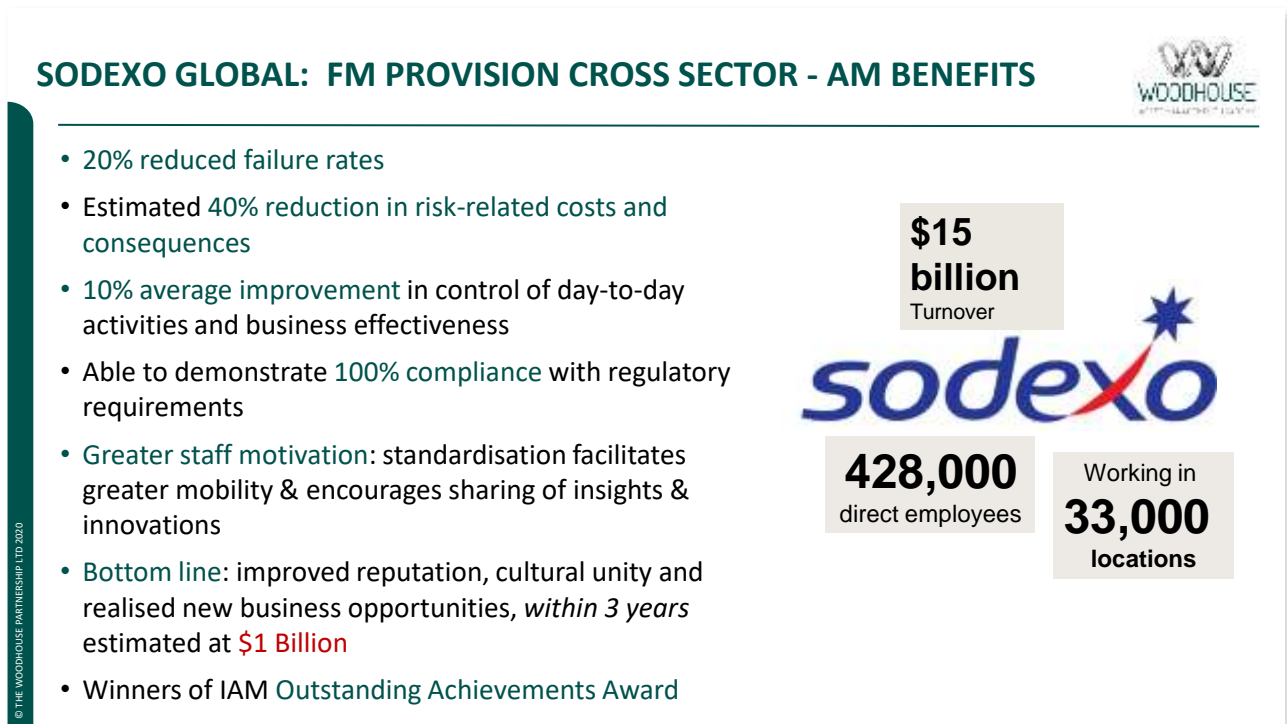 SODEXO GLOBAL: FM PROVISION CROSS SECTOR - AM BENEFITS
WOODHOUSE
• 20% reduced failure rates
• Estimated 40% reduction in risk-related costs and
consequences
• 10% average improvement in control of day-to-day
activities and business effectiveness
• Able to demonstrate 100% compliance with regulatory
requirements
• Greater staff motivation: standardisation facilitates
greater mobility & encourages sharing of insights &
innovations
• Bottom line: improved reputation, cultural unity and
realised new business opportunities, within 3 years
estimated at $1 Billion
• Winners of IAM Outstanding Achievements Award
$15
billion
Turnover
sodexo
428,000
direct employees
Working in
33,000
locations
© THE WOODHOUSE PARTNERSHIP LTD 2020